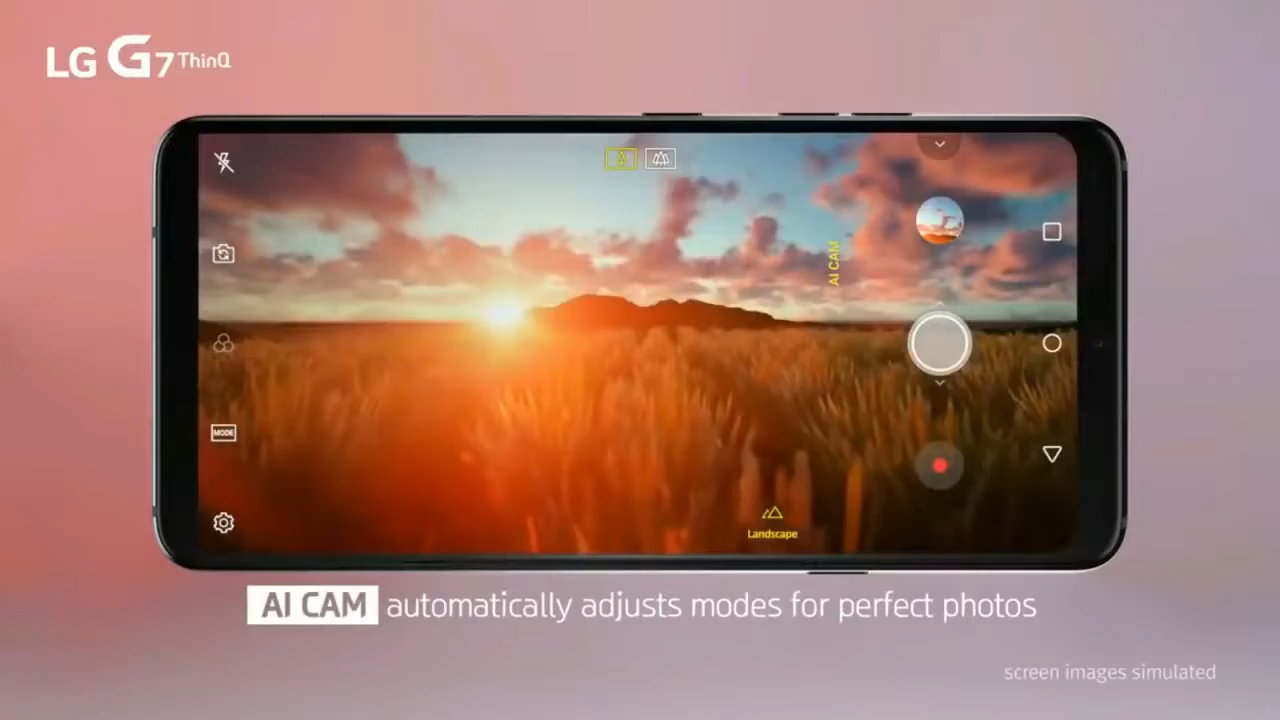 LG G7 ThinQ
AI CAM
MODE
Landscape
AI CAM automatically adjusts modes for perfect photos
screen images simulated